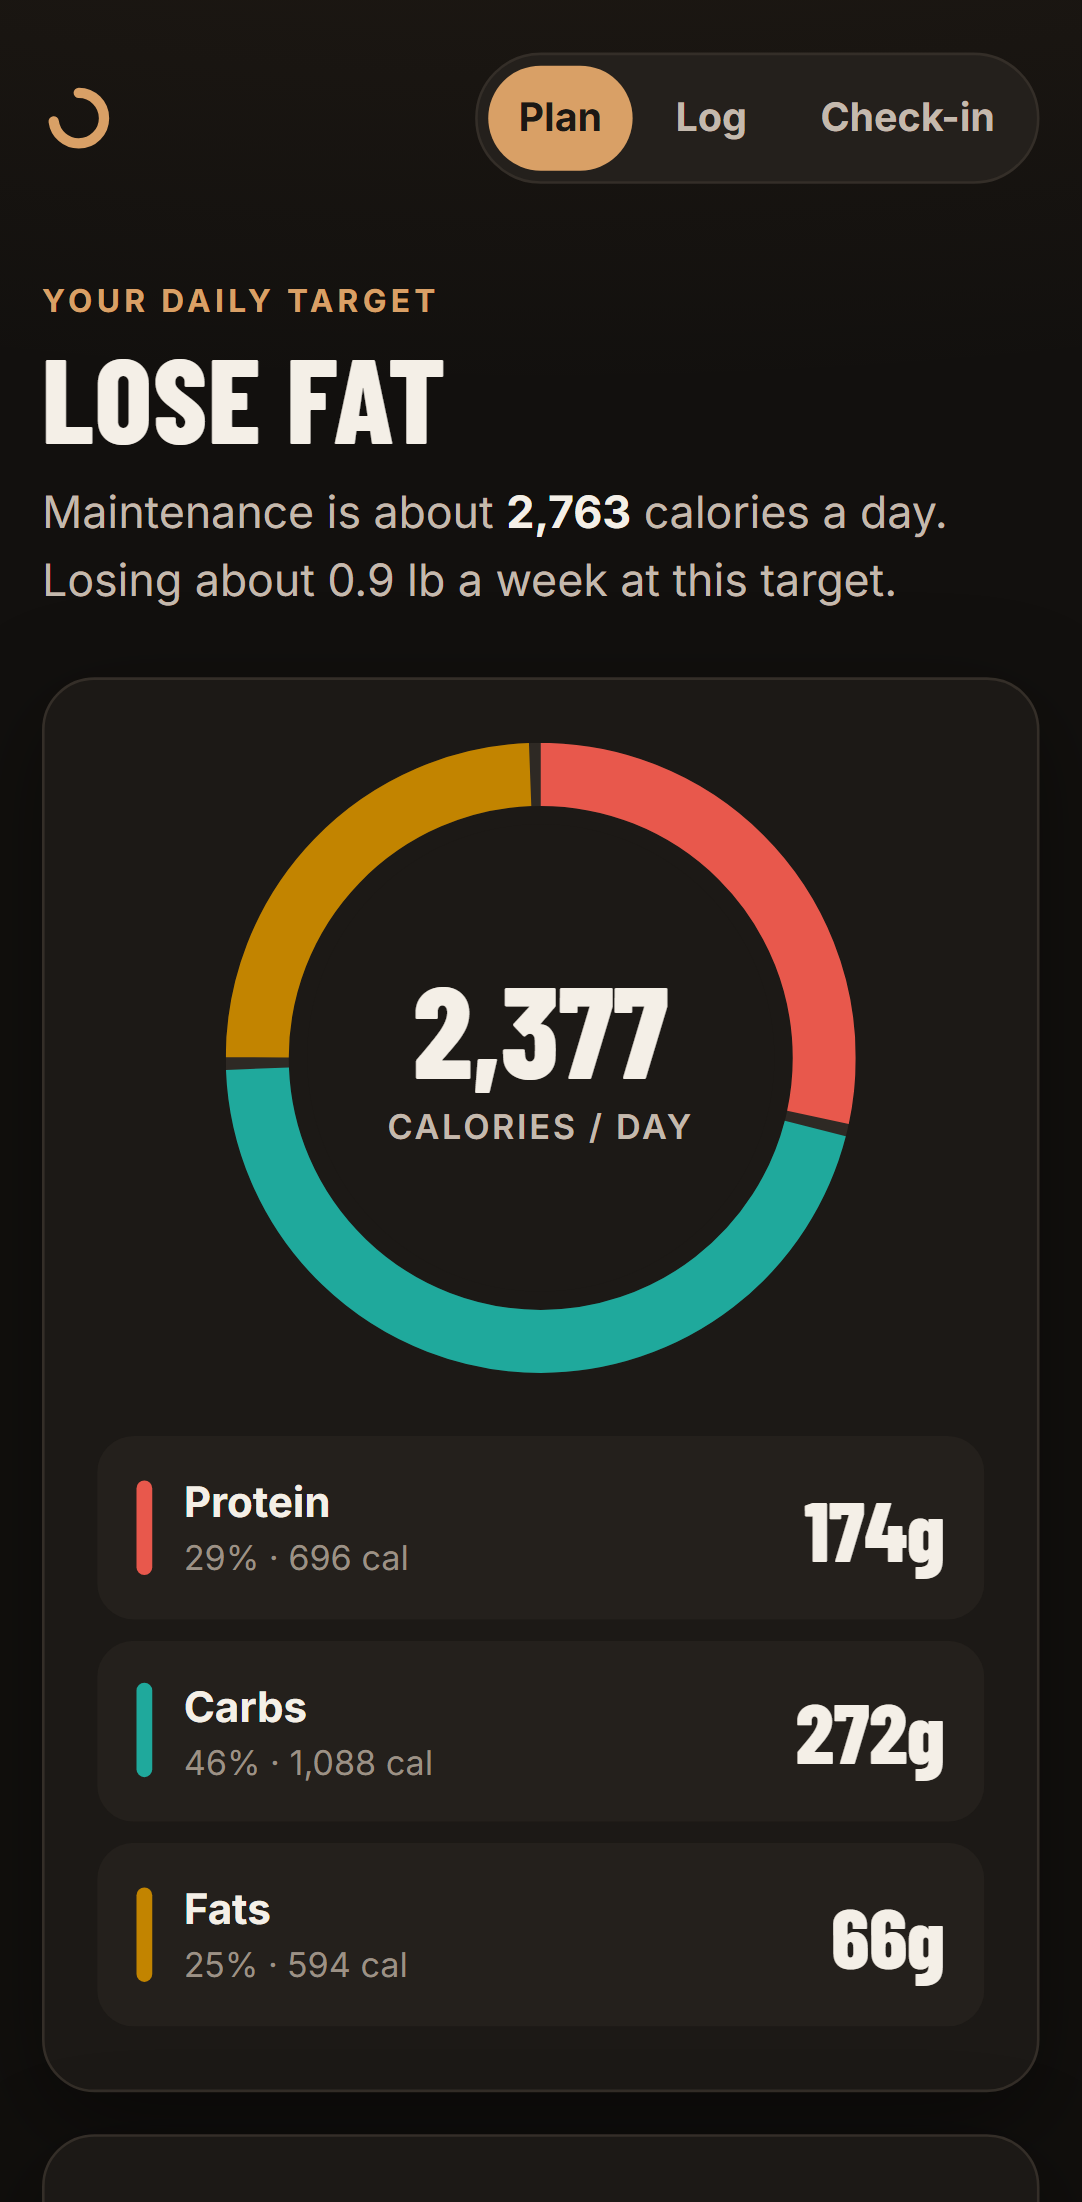 Plan Log Check-in
YOUR DAILY TARGET
LOSE FAT
Maintenance is about 2,763 calories a day.
Losing about 0.9 lb a week at this target.
2,377
CALORIES / DAY
Protein
29% · 696 cal
174g
Carbs
46% · 1,088 cal
272g
Fats
25% · 594 cal
66g